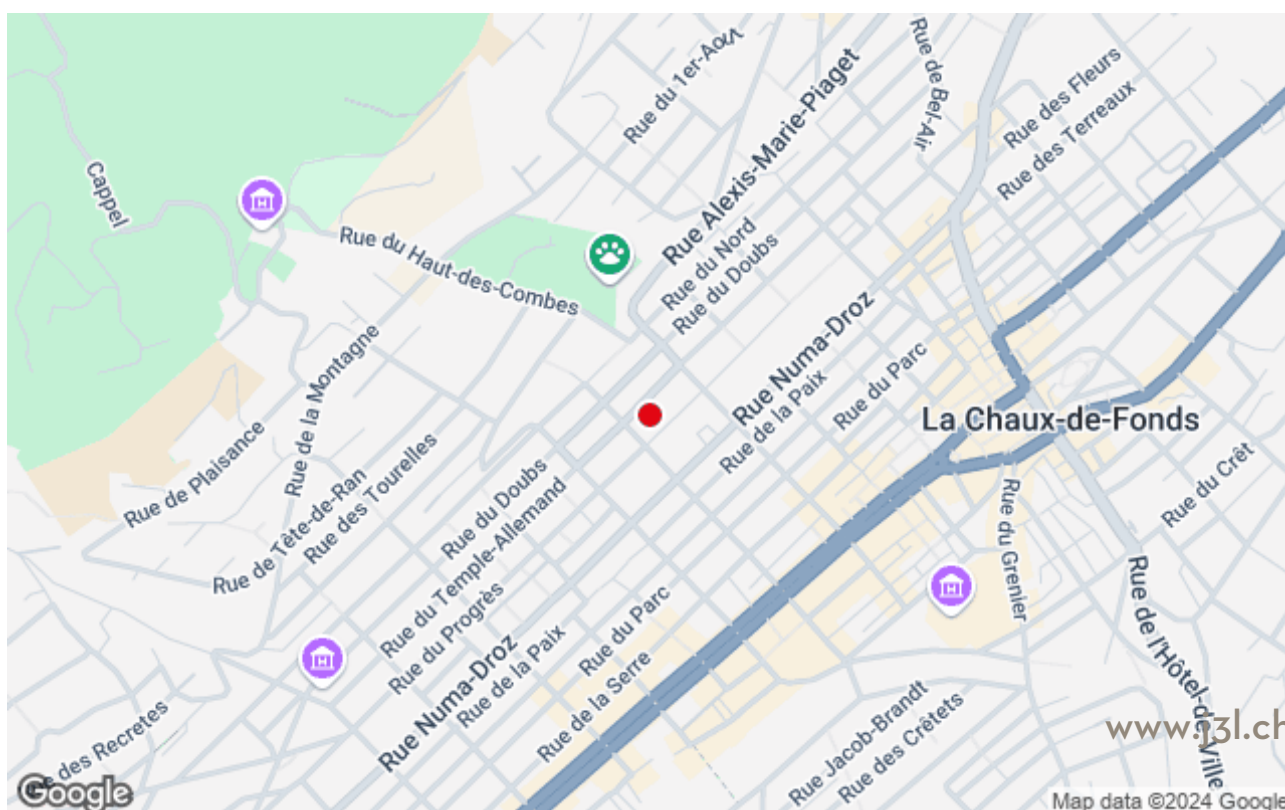 Rue du 1er-Août
Rue Alexis-Marie-Piaget
Rue de Bel-Air
Rue des Fleurs
Rue des Terreaux
Cappel
Rue du Haut-des-Combes
Rue du Nord
Rue du Doubs
Rue Numa-Droz
Rue de la Paix
Rue du Parc
La Chaux-de-Fonds
Rue de la Montagne
Rue de Plaisance
Rue de Tête-de-Ran
Rue des Tourelles
Rue du Doubs
Rue du Temple-Allemand
Rue du Progrès
Rue Numa-Droz
Rue de la Paix
Rue du Parc
Rue de la Serre
Rue du Grenier
Rue du Crêt
Rue de l'Hôtel-de-Ville
Rue Jacob-Brandt
Rue des Crêtets
Rue des Recretes
www.j3l.ch
Google
Map data ©2024 Google